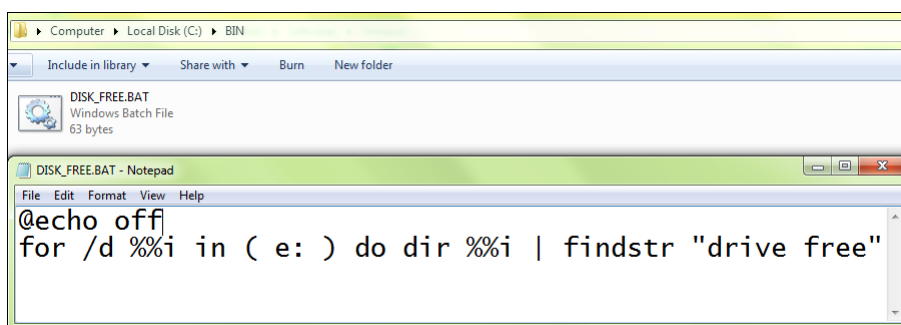 Computer ▸ Local Disk (C:) ▸ BIN
Include in library Share with Burn New folder
DISK_FREE.BAT
Windows Batch File
63 bytes
DISK_FREE.BAT - Notepad
File Edit Format View Help
@echo off
for /d %%i in ( e: ) do dir %%i | findstr "drive free"